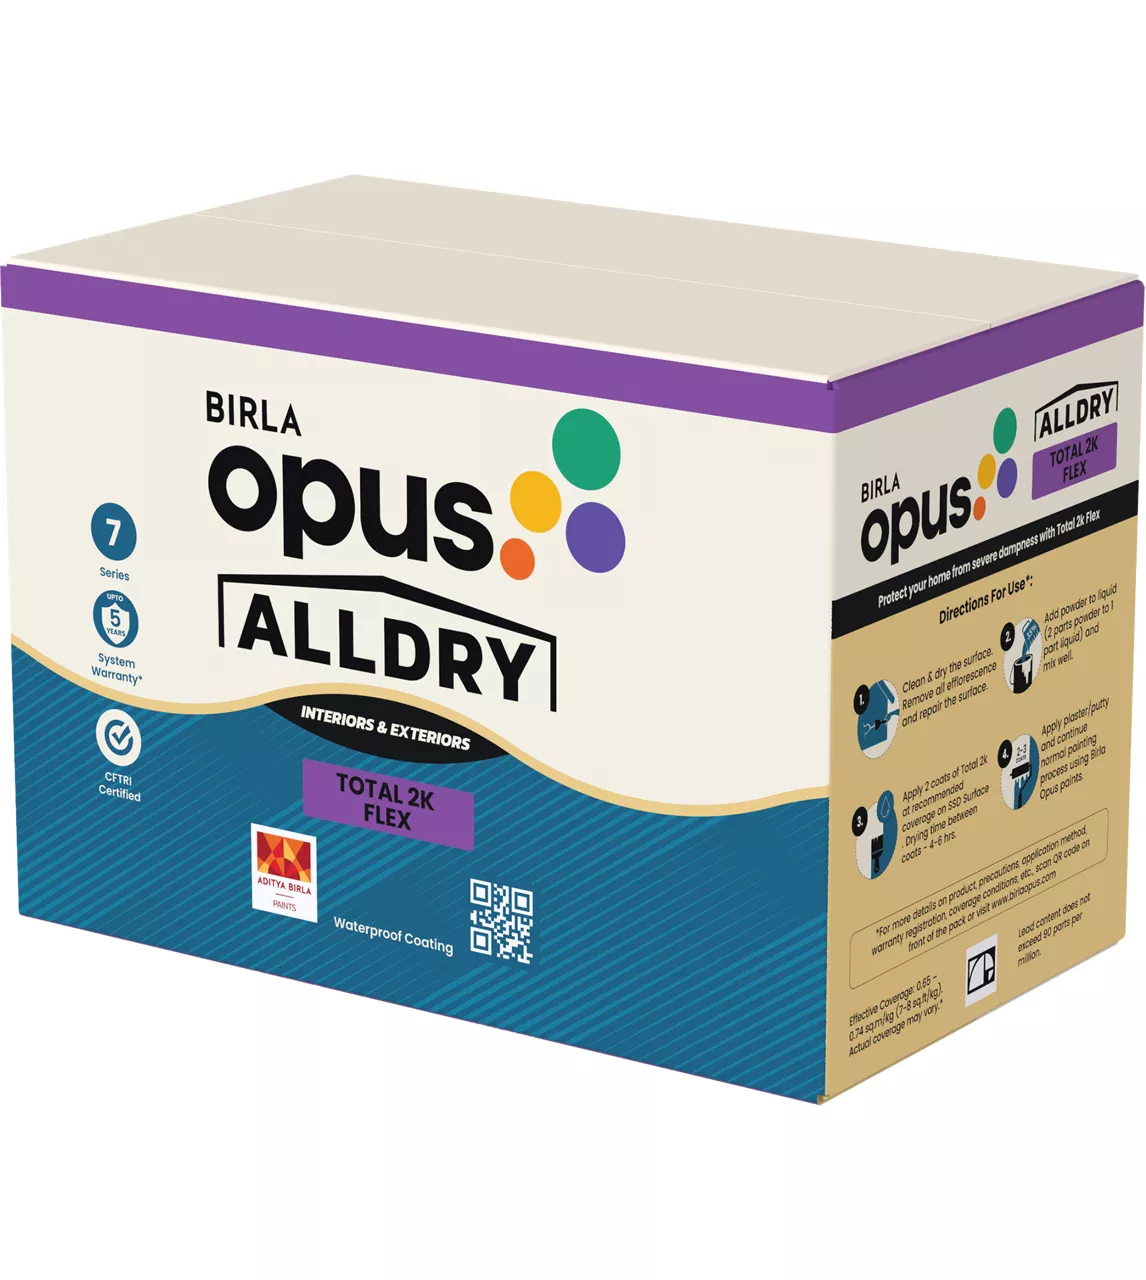 BIRLA
opus.
ALLDRY
INTERIORS & EXTERIORS
TOTAL 2K
FLEX
7
Series
UPTO
5
YEARS
System
Warranty*
CFTRI
Certified
ADITYA BIRLA
PAINTS
Waterproof Coating
BIRLA
opus.
ALLDRY
TOTAL 2K
FLEX
Protect your home from severe dampness with Total 2k Flex
Directions For Use*:
1.
Clean & dry the surface.
Remove all efflorescence
and repair the surface.
2.
Add powder to liquid
(2 parts powder to 1
part liquid) and
mix well.
3.
Apply 2 coats of Total 2K
at recommended
coverage on SSD Surface
. Drying time between
coats - 4-6 hrs.
4.
2-3
COATS
Apply plaster/putty
and continue
normal painting
process using Birla
Opus paints.
*For more details on product, precautions, application method,
warranty registration, coverage conditions, etc., scan QR code on
front of the pack or visit www.birlaopus.com
Effective Coverage: 0.65 –
0.74 sq.m/kg (7-8 sq.ft/kg).
Actual coverage may vary.*
Lead content does not
exceed 90 parts per
million.